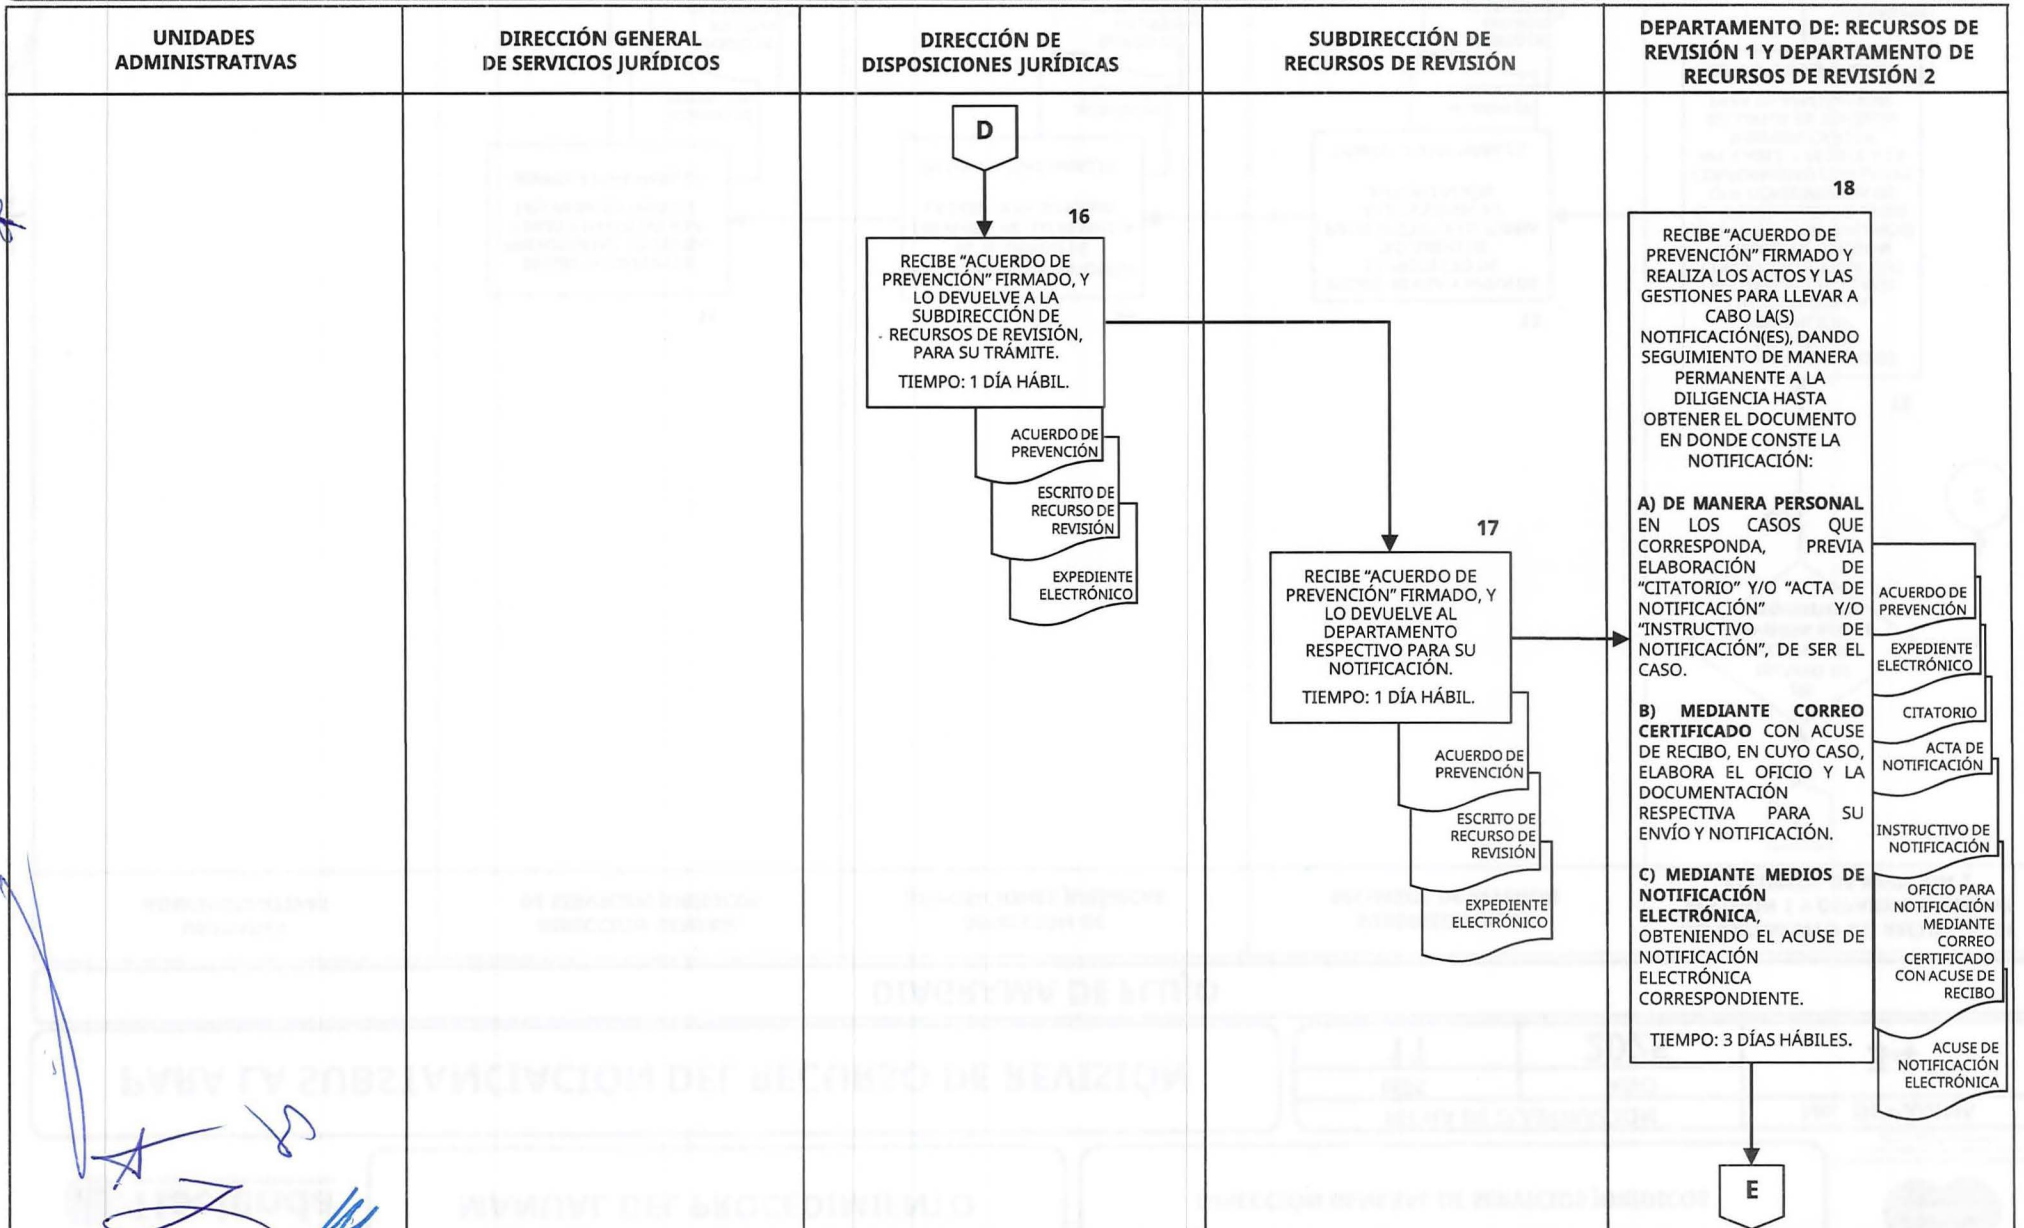 UNIDADES
ADMINISTRATIVAS
DIRECCIÓN GENERAL
DE SERVICIOS JURÍDICOS
DIRECCIÓN DE
DISPOSICIONES JURÍDICAS
SUBDIRECCIÓN DE
RECURSOS DE REVISIÓN
DEPARTAMENTO DE: RECURSOS DE
REVISIÓN 1 Y DEPARTAMENTO DE
RECURSOS DE REVISIÓN 2
D
16
RECIBE “ACUERDO DE
PREVENCIÓN” FIRMADO, Y
LO DEVUELVE A LA
SUBDIRECCIÓN DE
RECURSOS DE REVISIÓN,
PARA SU TRÁMITE.
TIEMPO: 1 DÍA HÁBIL.
ACUERDO DE
PREVENCIÓN
ESCRITO DE
RECURSO DE
REVISIÓN
EXPEDIENTE
ELECTRÓNICO
17
RECIBE “ACUERDO DE
PREVENCIÓN” FIRMADO, Y
LO DEVUELVE AL
DEPARTAMENTO
RESPECTIVO PARA SU
NOTIFICACIÓN.
TIEMPO: 1 DÍA HÁBIL.
ACUERDO DE
PREVENCIÓN
ESCRITO DE
RECURSO DE
REVISIÓN
EXPEDIENTE
ELECTRÓNICO
18
RECIBE “ACUERDO DE
PREVENCIÓN” FIRMADO Y
REALIZA LOS ACTOS Y LAS
GESTIONES PARA LLEVAR A
CABO LA(S)
NOTIFICACIÓN(ES), DANDO
SEGUIMIENTO DE MANERA
PERMANENTE A LA
DILIGENCIA HASTA
OBTENER EL DOCUMENTO
EN DONDE CONSTE LA
NOTIFICACIÓN:
A) DE MANERA PERSONAL
EN LOS CASOS QUE
CORRESPONDA, PREVIA
ELABORACIÓN DE
“CITATORIO” Y/O “ACTA DE
NOTIFICACIÓN” Y/O
“INSTRUCTIVO DE
NOTIFICACIÓN”, DE SER EL
CASO.
B) MEDIANTE CORREO
CERTIFICADO CON ACUSE
DE RECIBO, EN CUYO CASO,
ELABORA EL OFICIO Y LA
DOCUMENTACIÓN
RESPECTIVA PARA SU
ENVÍO Y NOTIFICACIÓN.
C) MEDIANTE MEDIOS DE
NOTIFICACIÓN
ELECTRÓNICA,
OBTENIENDO EL ACUSE DE
NOTIFICACIÓN
ELECTRÓNICA
CORRESPONDIENTE.
TIEMPO: 3 DÍAS HÁBILES.
ACUERDO DE
PREVENCIÓN
EXPEDIENTE
ELECTRÓNICO
CITATORIO
ACTA DE
NOTIFICACIÓN
INSTRUCTIVO DE
NOTIFICACIÓN
OFICIO PARA
NOTIFICACIÓN
MEDIANTE
CORREO
CERTIFICADO
CON ACUSE DE
RECIBO
ACUSE DE
NOTIFICACIÓN
ELECTRÓNICA
E